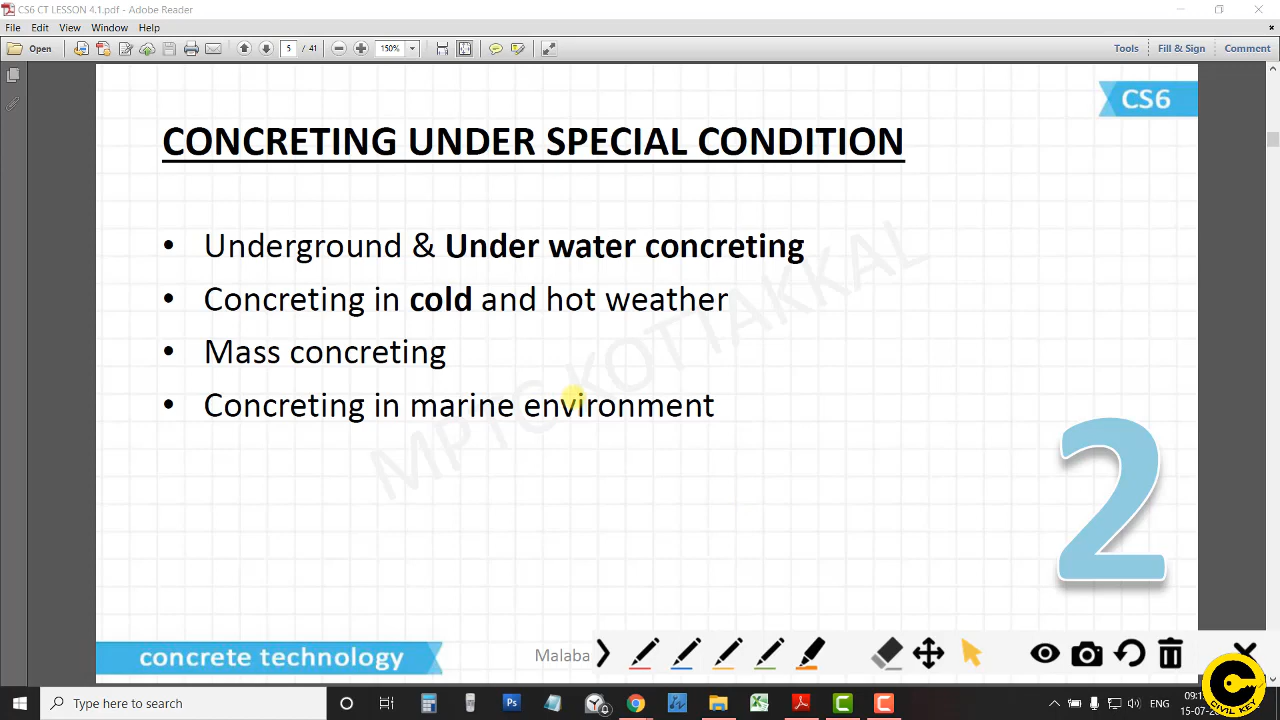 CS6 CT LESSON 4.1.pdf - Adobe Reader
File Edit View Window Help
Open 5 / 41 150% Tools Fill & Sign Comment
CS6
CONCRETING UNDER SPECIAL CONDITION
• Underground & Under water concreting
• Concreting in cold and hot weather
• Mass concreting
• Concreting in marine environment
MPTC KOTTAKKAL
2
concrete technology
Malaba
Type here to search
ENG
CIVIL KEY